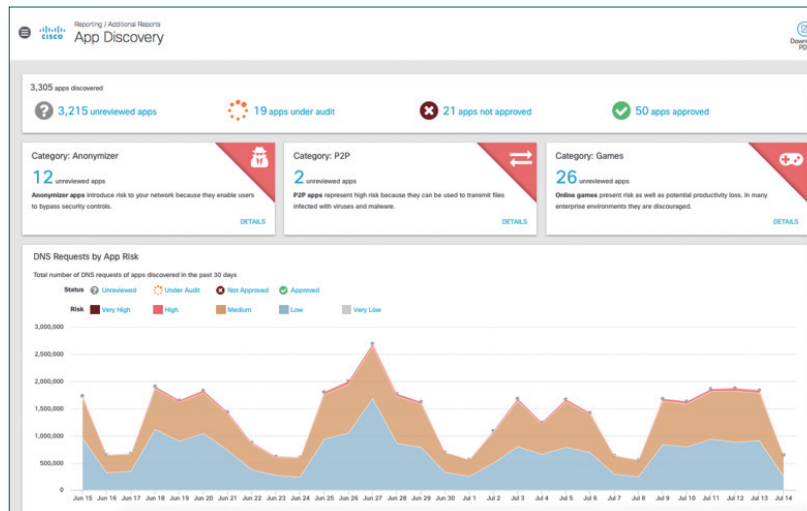 Reporting / Additional Reports
CISCO
App Discovery
3,305 apps discovered
3,215 unreviewed apps
19 apps under audit
21 apps not approved
50 apps approved
Category: Anonymizer
12 unreviewed apps
Anonymizer apps introduce risk to your network because they enable users
to bypass security controls.
DETAILS
Category: P2P
2 unreviewed apps
P2P apps represent high risk because they can be used to transmit files
infected with viruses and malware.
DETAILS
Category: Games
26 unreviewed apps
Online games present risk as well as potential productivity loss. In many
enterprise environments they are discouraged.
DETAILS
DNS Requests by App Risk
Total number of DNS requests of apps discovered in the past 30 days
Status Unreviewed Under Audit Not Approved Approved
Risk Very High High Medium Low Very Low
3,000,000
2,500,000
2,000,000
1,500,000
1,000,000
500,000
0
Jun 15 Jun 16 Jun 17 Jun 18 Jun 19 Jun 20 Jun 21 Jun 22 Jun 23 Jun 24 Jun 25 Jun 26 Jun 27 Jun 28 Jun 29 Jun 30 Jul 1 Jul 2 Jul 3 Jul 4 Jul 5 Jul 6 Jul 7 Jul 8 Jul 9 Jul 10 Jul 11 Jul 12 Jul 13 Jul 14